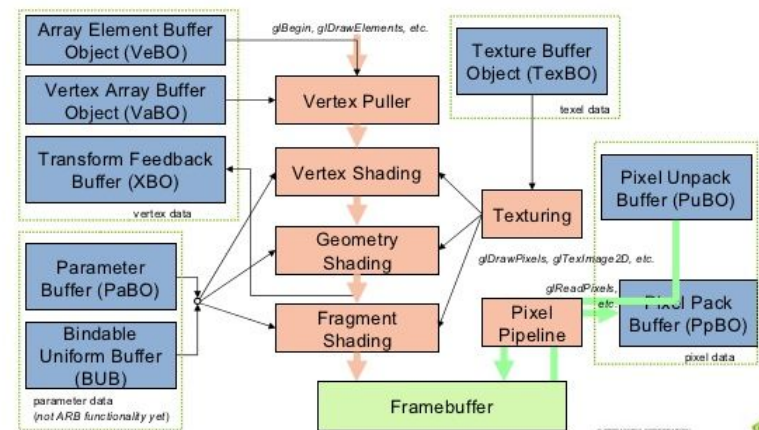 Array Element Buffer
Object (VeBO)
glBegin, glDrawElements, etc.
Texture Buffer
Object (TexBO)
texel data
Vertex Array Buffer
Object (VaBO)
Vertex Puller
Transform Feedback
Buffer (XBO)
vertex data
Vertex Shading
Texturing
Pixel Unpack
Buffer (PuBO)
Geometry
Shading
glDrawPixels, glTexImage2D, etc.
glReadPixels,
etc.
Parameter
Buffer (PaBO)
Pixel Pack
Buffer (PpBO)
pixel data
Fragment
Shading
Pixel
Pipeline
Bindable
Uniform Buffer
(BUB)
parameter data
(not ARB functionality yet)
Framebuffer